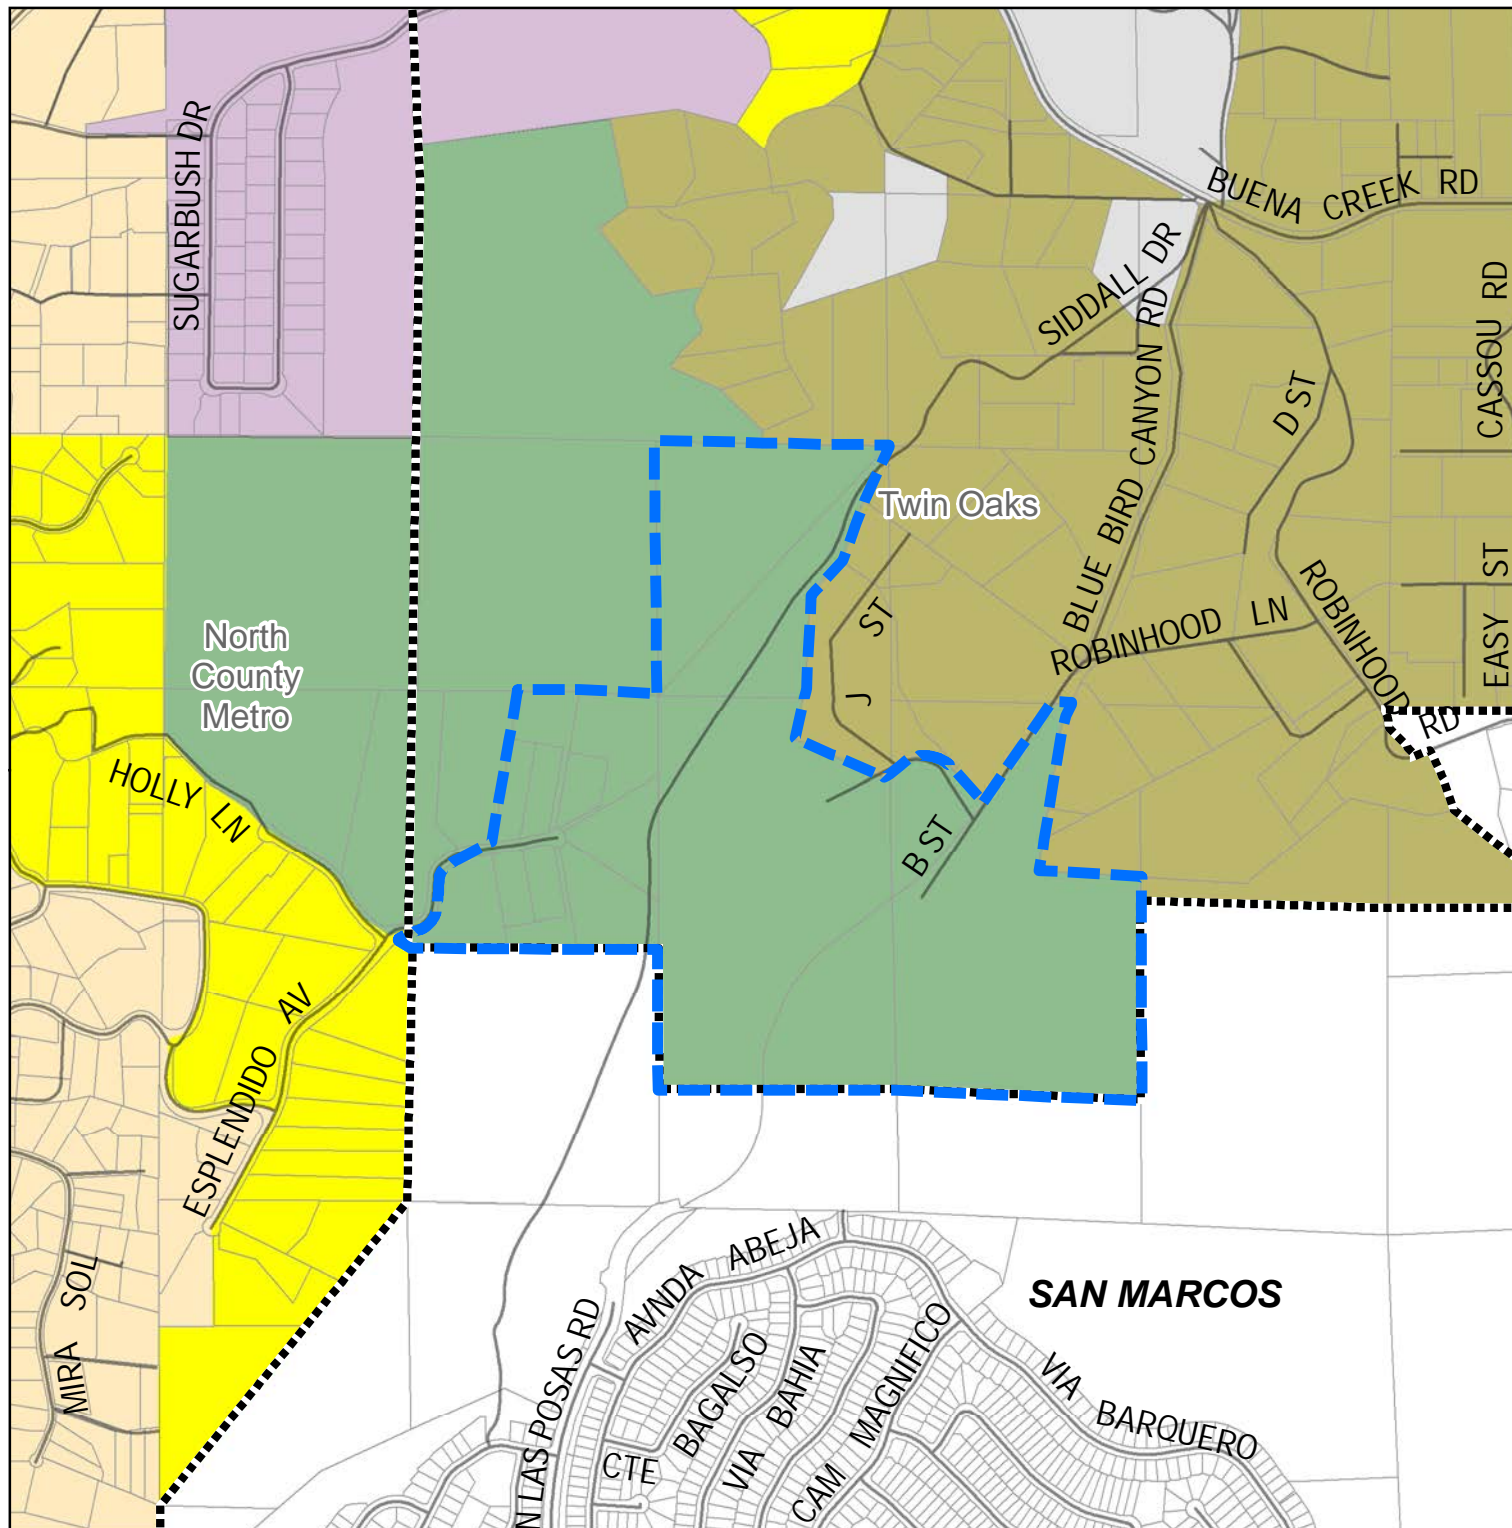 SUGARBUSH DR
BUENA CREEK RD
SIDDALL DR
CASSOU RD
BLUE BIRD CANYON RD
D ST
Twin Oaks
EASY ST
ROBINHOOD LN
ROBINHOOD RD
J ST
North
County
Metro
HOLLY LN
B ST
ESPLENDIDO AV
MIRA SOL
AVNDA ABEJA
SAN MARCOS
N LAS POSAS RD
BAGALSO
CTE
VIA BAHIA
CAM MAGNIFICO
VIA BARQUERO